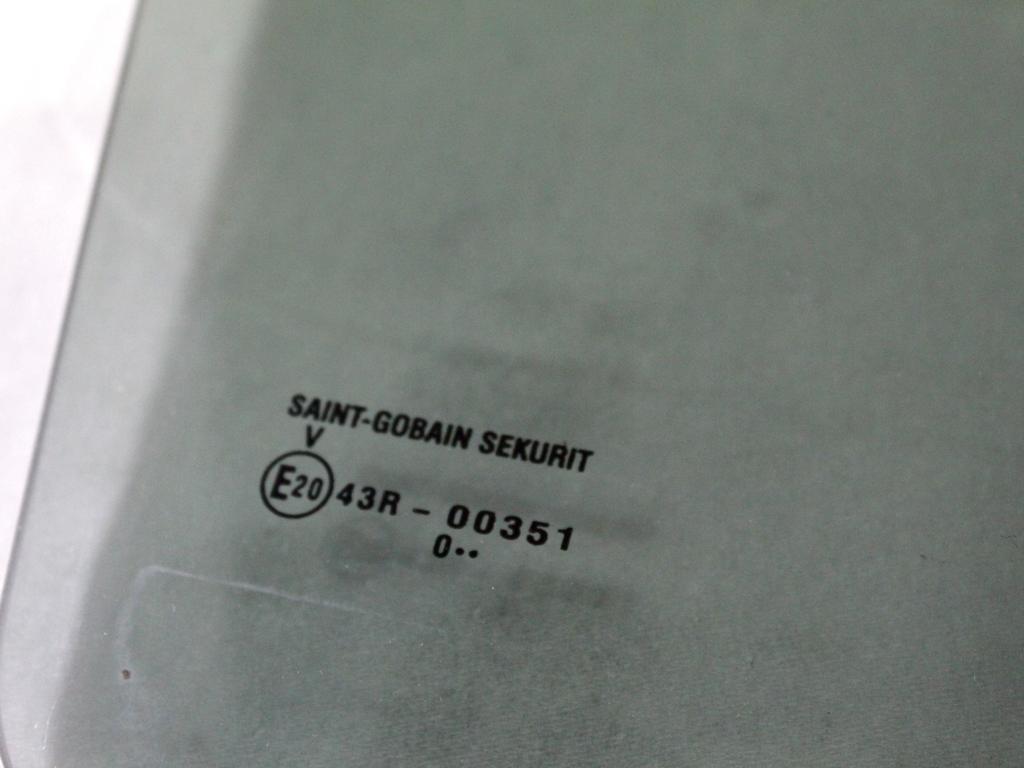 SAINT-GOBAIN SEKURIT
V
E20 43R - 00351
0••